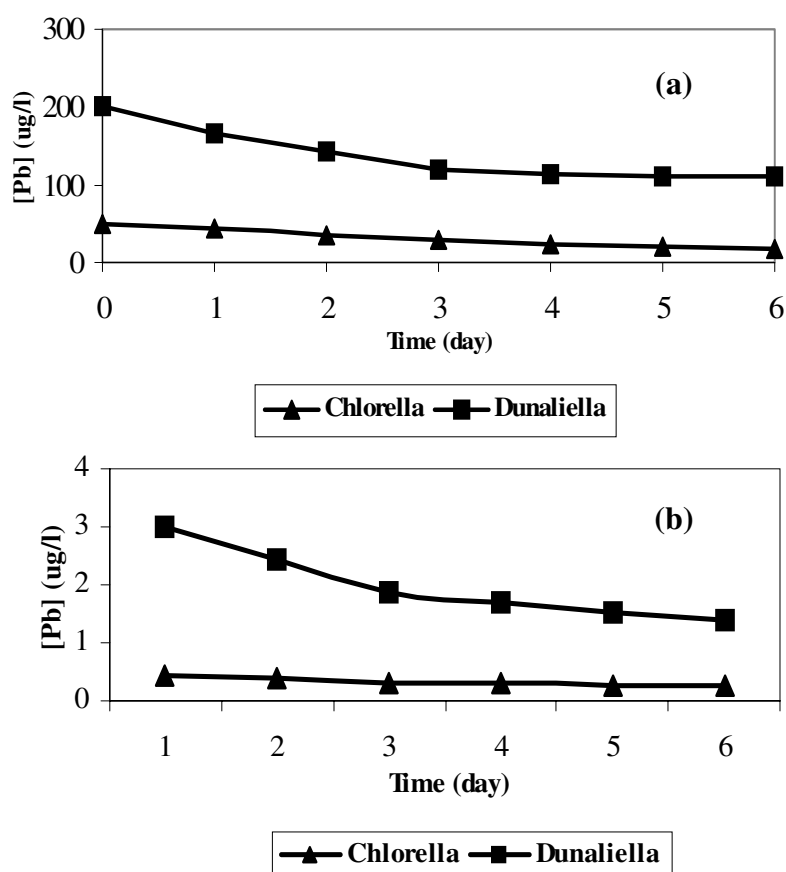 300
(a)
200
100
0
[Pb] (ug/l)
0 1 2 3 4 5 6
Time (day)
Chlorella Dunaliella
4
(b)
3
2
1
0
[Pb] (ug/l)
1 2 3 4 5 6
Time (day)
Chlorella Dunaliella